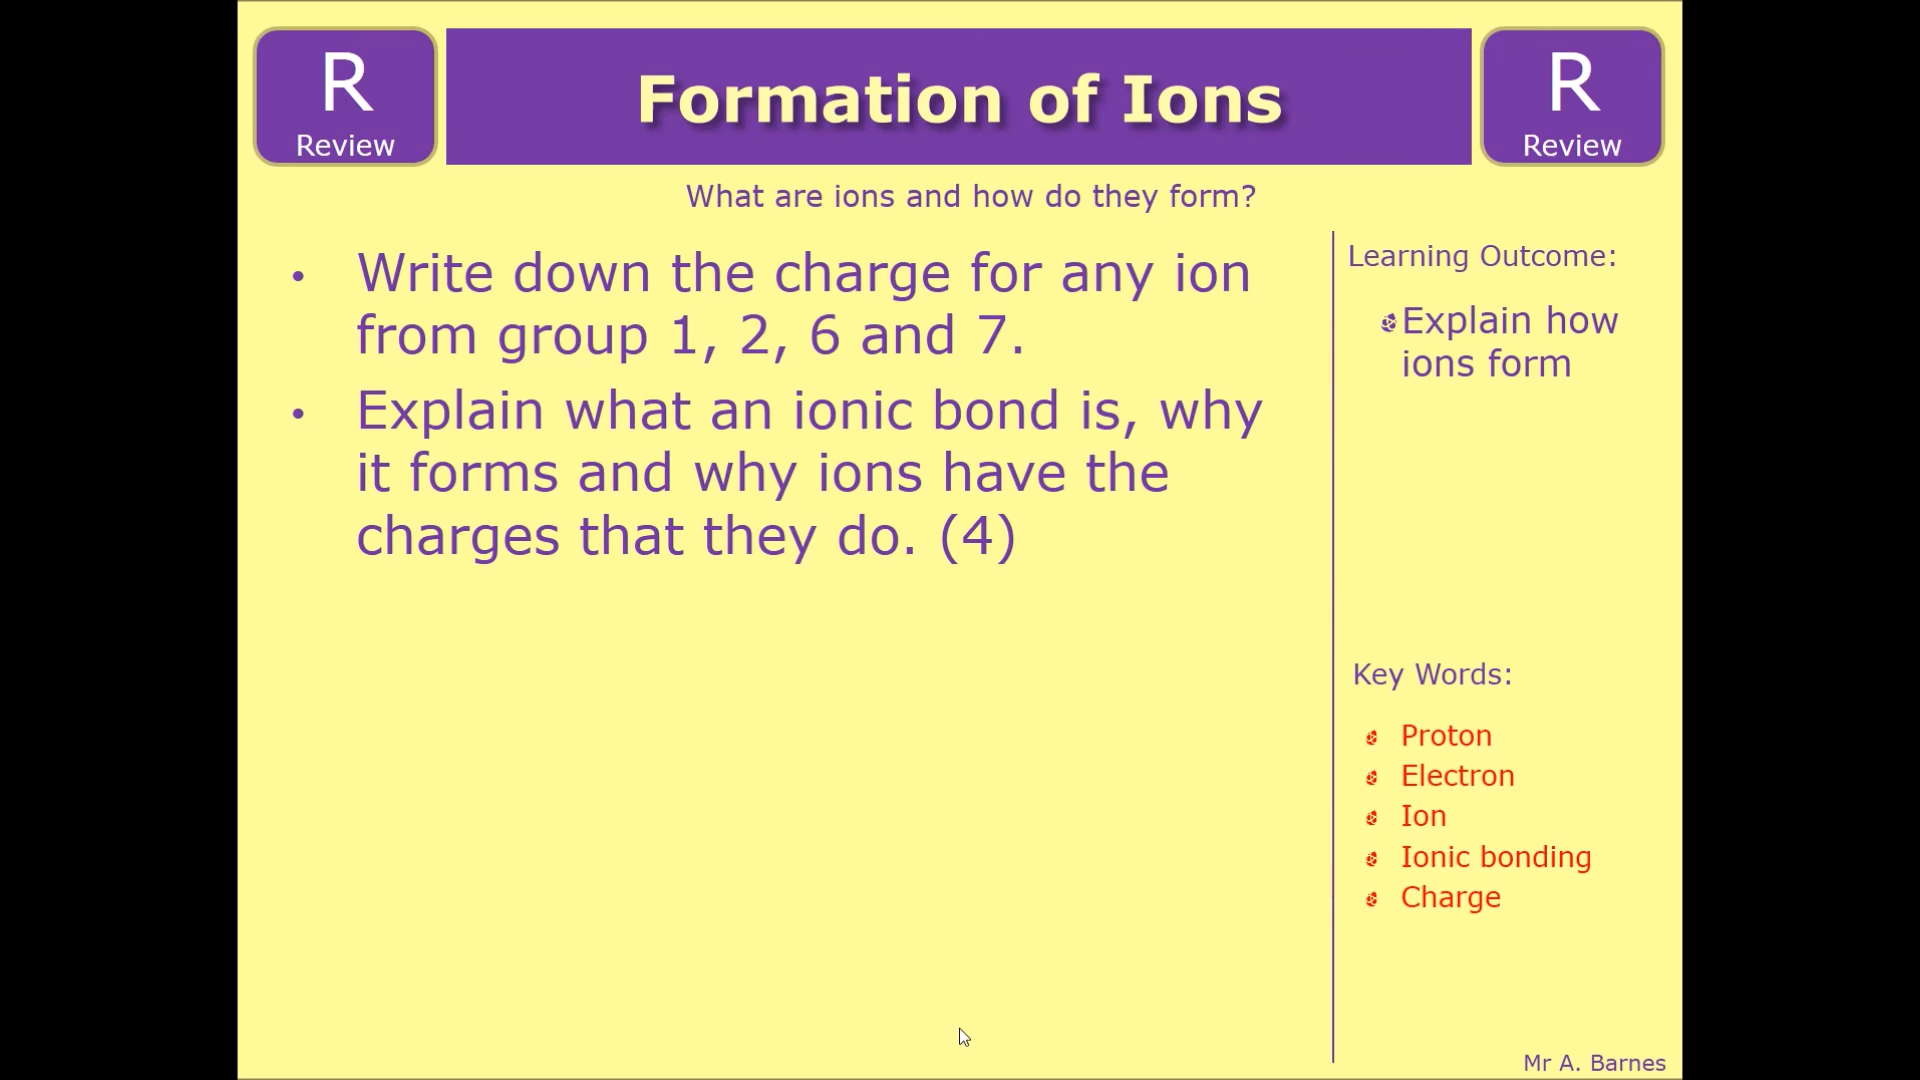 R
Review
Formation of Ions
R
Review
What are ions and how do they form?
• Write down the charge for any ion
from group 1, 2, 6 and 7.
• Explain what an ionic bond is, why
it forms and why ions have the
charges that they do. (4)
Learning Outcome:
Explain how
ions form
Key Words:
Proton
Electron
Ion
Ionic bonding
Charge
Mr A. Barnes